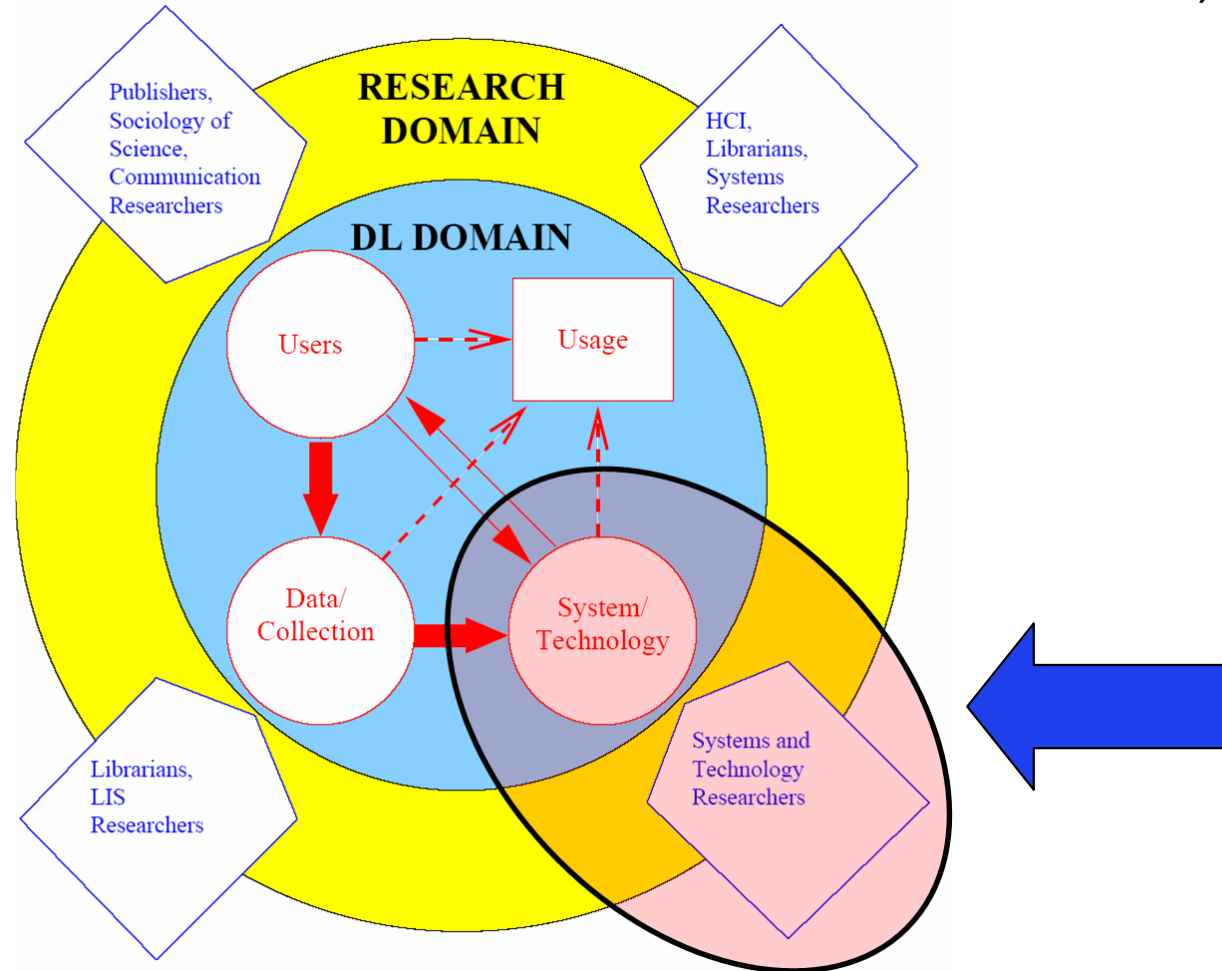 RESEARCH
DOMAIN
Publishers,
Sociology of
Science,
Communication
Researchers
HCI,
Librarians,
Systems
Researchers
DL DOMAIN
Users
Usage
Data/
Collection
System/
Technology
Librarians,
LIS
Researchers
Systems and
Technology
Researchers